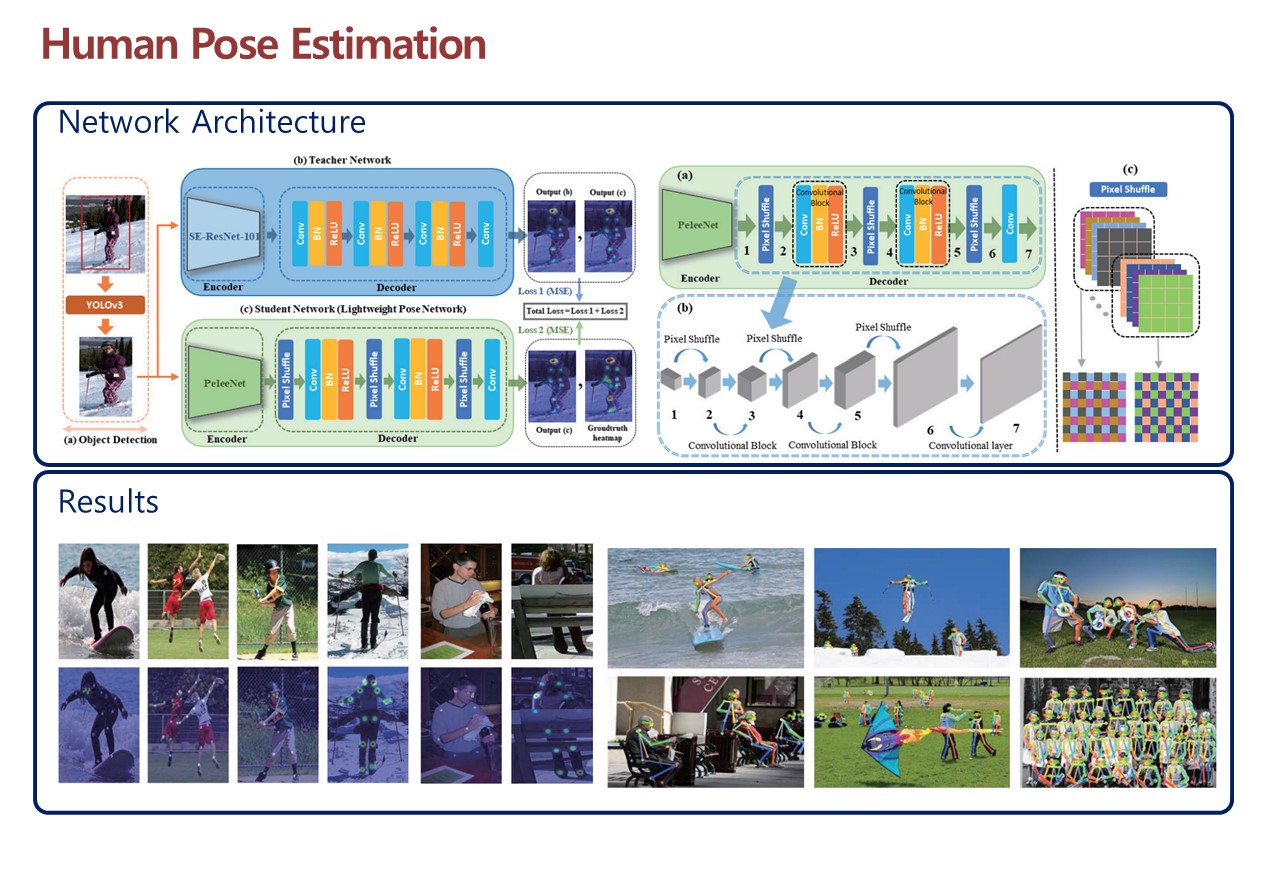 Human Pose Estimation
Network Architecture
(b) Teacher Network
SE-ResNet-101
Encoder
Conv
BN
ReLU
Conv
BN
ReLU
Conv
BN
ReLU
Conv
Decoder
Output (b)
Output (c)
,
YOLOv3
(a) Object Detection
Loss 1 (MSE)
Total Loss = Loss 1 + Loss 2
Loss 2 (MSE)
(c) Student Network (Lightweight Pose Network)
PeleeNet
Encoder
Pixel Shuffle
Conv
BN
ReLU
Pixel Shuffle
Conv
BN
ReLU
Pixel Shuffle
Conv
Decoder
,
Output (c)
Groudtruth
heatmap
(a)
PeleeNet
Encoder
1
Pixel Shuffle
2
Convolutional
Block
Conv
BN
ReLU
3
Pixel Shuffle
4
Convolutional
Block
Conv
BN
ReLU
5
Pixel Shuffle
6
Conv
7
Decoder
(b)
Pixel Shuffle
Pixel Shuffle
Pixel Shuffle
1
2
3
4
5
6
7
Convolutional Block
Convolutional Block
Convolutional layer
(c)
Pixel Shuffle
Results